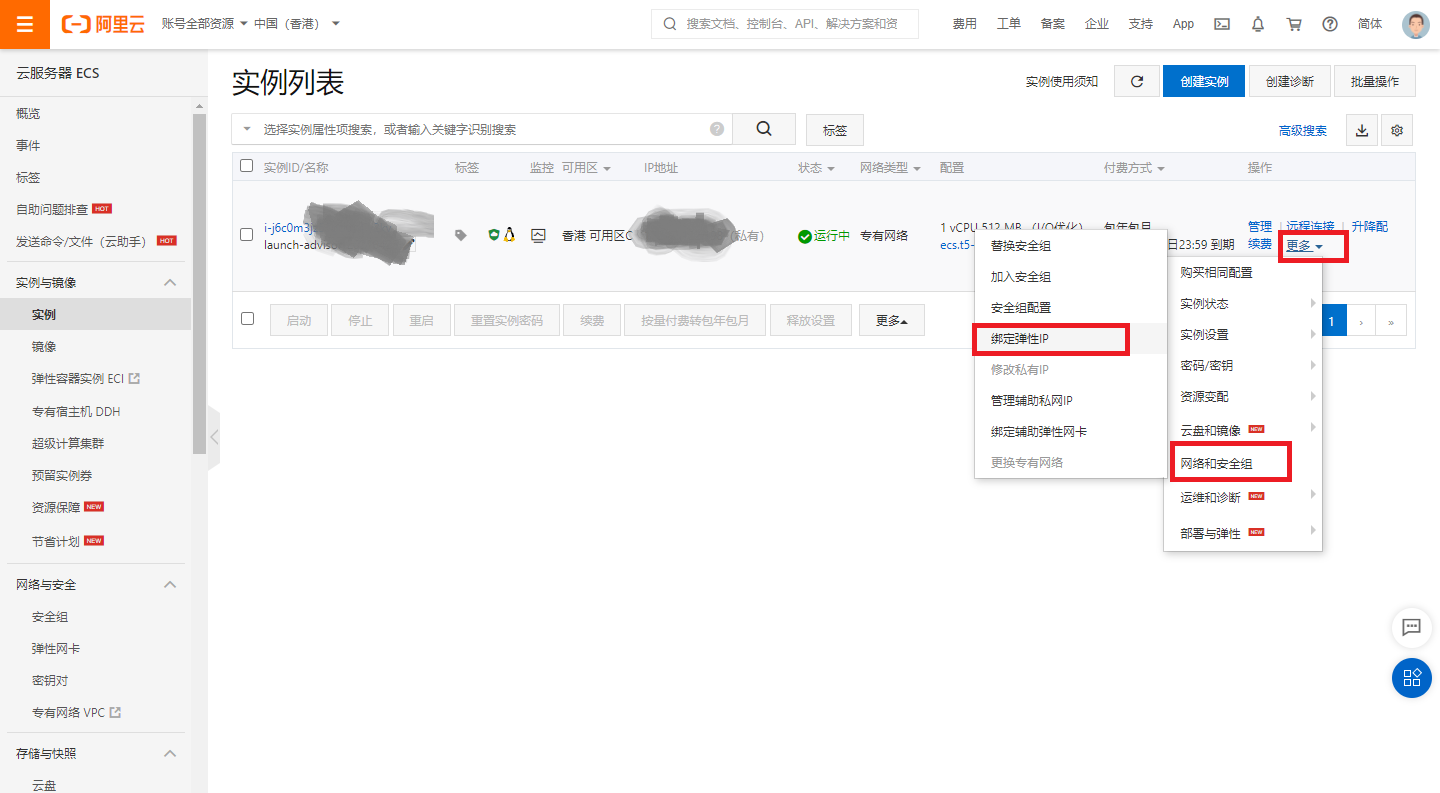 阿里云 账号全部资源 中国（香港） 搜索文档、控制台、API、解决方案和资 费用 工单 备案 企业 支持 App 简体
云服务器 ECS
概览
事件
标签
自助问题排查 HOT
发送命令/文件（云助手） HOT
实例与镜像
实例
镜像
弹性容器实例 ECI
专有宿主机 DDH
超级计算集群
预留实例券
资源保障 NEW
节省计划 NEW
网络与安全
安全组
弹性网卡
密钥对
专有网络 VPC
存储与快照
云盘
实例列表
实例使用须知 创建实例 创建诊断 批量操作
选择实例属性项搜索，或者输入关键字识别搜索 ? 标签 高级搜索
实例ID/名称 标签 监控 可用区 IP地址 状态 网络类型 配置 付费方式 操作
i-j6c0m3j 香港 可用区C (私有) 运行中 专有网络 1 vCPU 512 MB （I/O优化） 包年包月 管理 | 远程连接 | 升降配
launch-advis ecs.t5- 日23:59 到期 续费 更多
启动 停止 重启 重置实例密码 续费 按量付费转包年包月 释放设置 更多 1 › »
替换安全组
加入安全组
安全组配置
绑定弹性IP
修改私有IP
管理辅助私网IP
绑定辅助弹性网卡
更换专有网络
购买相同配置
实例状态
实例设置
密码/密钥
资源变配
云盘和镜像 NEW
网络和安全组
运维和诊断 NEW
部署与弹性 NEW